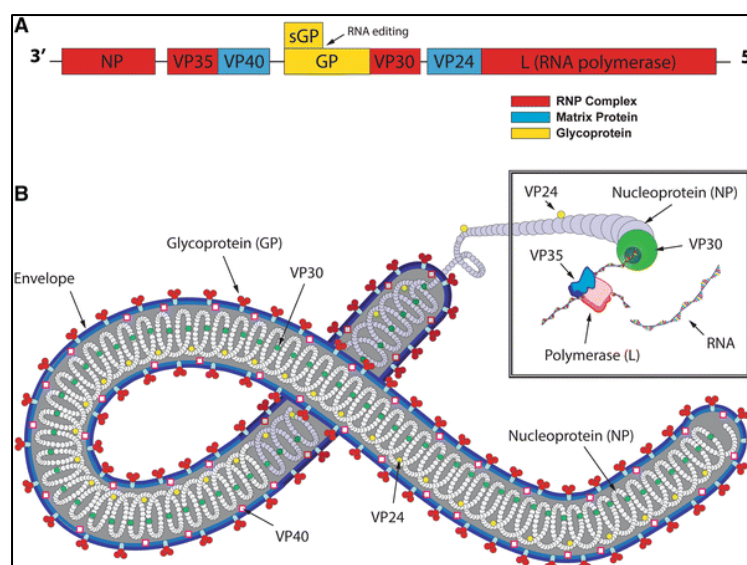 A
sGP
RNA editing
3’
NP
VP35
VP40
GP
VP30
VP24
L (RNA polymerase)
RNP Complex
Matrix Protein
Glycoprotein
B
VP24
Nucleoprotein (NP)
VP30
VP35
RNA
Polymerase (L)
Glycoprotein (GP)
VP30
Envelope
Nucleoprotein (NP)
VP24
VP40